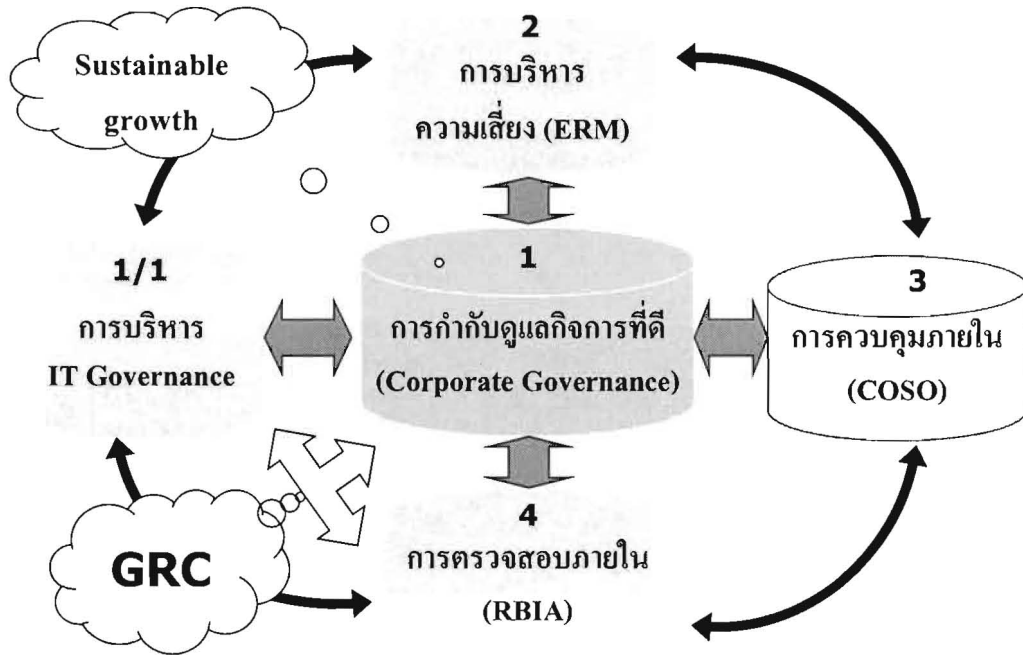 Sustainable
growth
2
การบริหาร
ความเสี่ยง (ERM)
1/1
การบริหาร
IT Governance
1
การกำกับดูแลกิจการที่ดี
(Corporate Governance)
3
การควบคุมภายใน
(COSO)
GRC
4
การตรวจสอบภายใน
(RBIA)